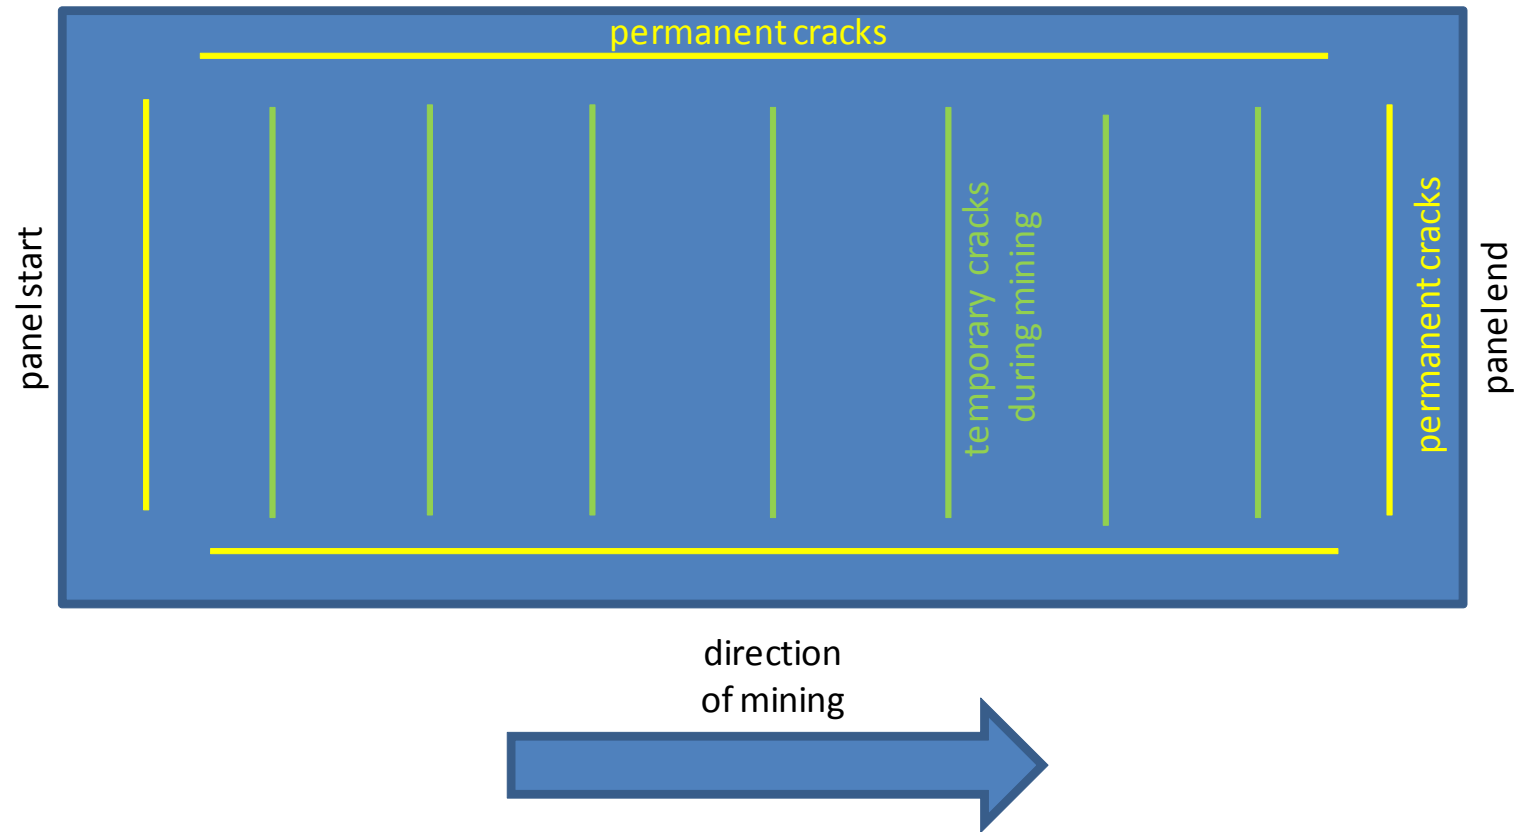 permanent cracks
panel start
temporary cracks
during mining
permanent cracks
panel end
direction
of mining